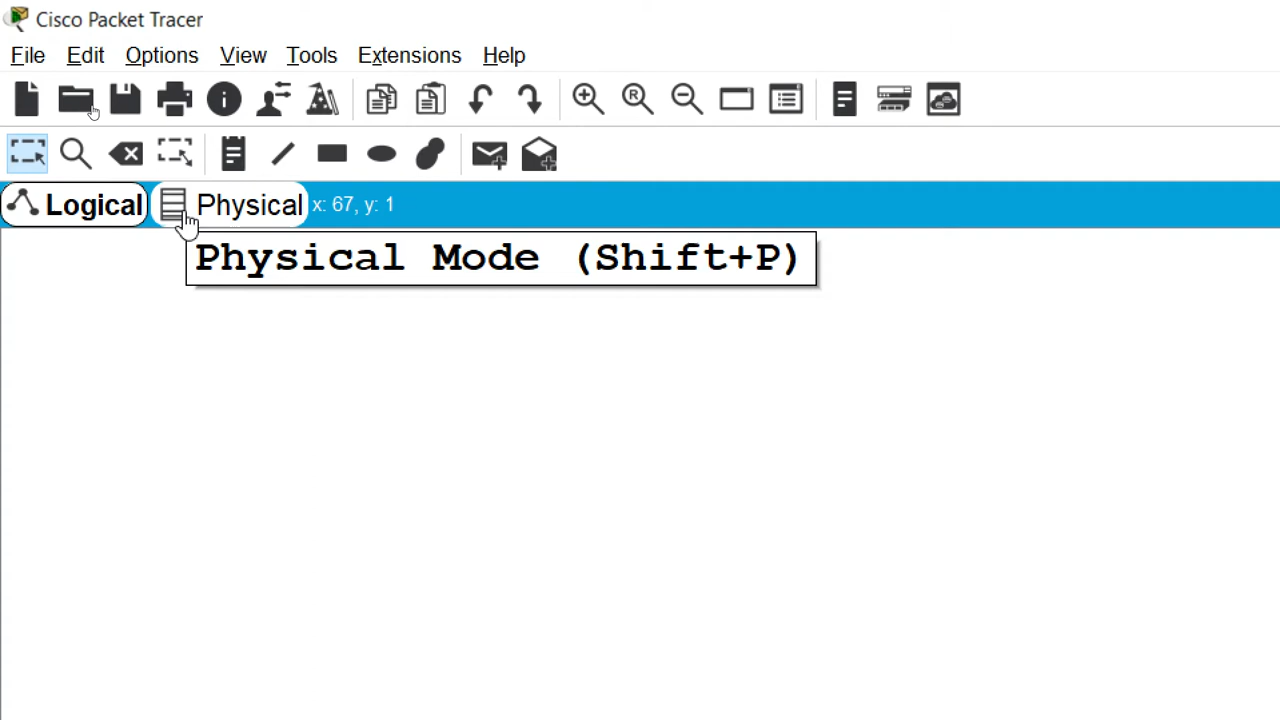 Cisco Packet Tracer
File Edit Options View Tools Extensions Help
Logical Physical x: 67, y: 1
Physical Mode (Shift+P)